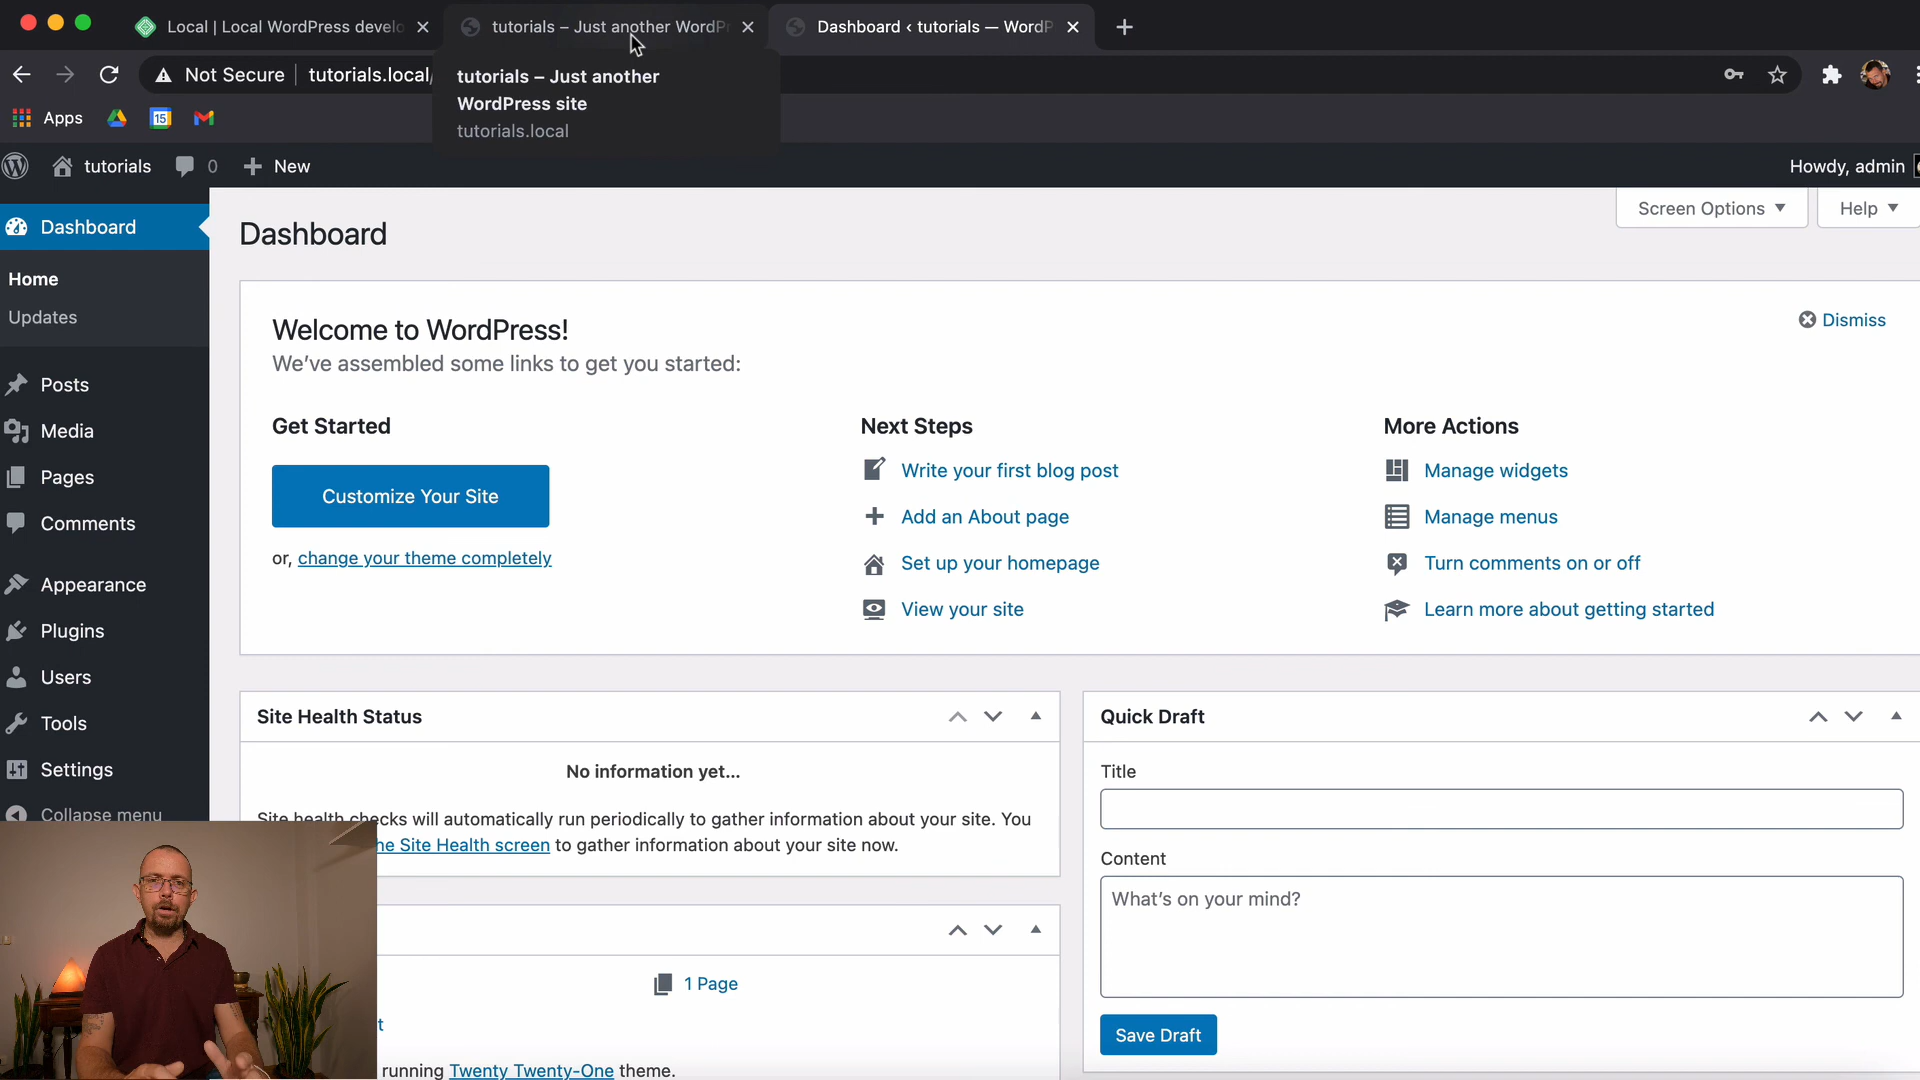 Local | Local WordPress develo
tutorials – Just another WordP
Dashboard ‹ tutorials — WordP
Not Secure
tutorials.local/
tutorials – Just another
WordPress site
tutorials.local
Apps
15
tutorials
0
New
Howdy, admin
Dashboard
Home
Updates
Posts
Media
Pages
Comments
Appearance
Plugins
Users
Tools
Settings
Collapse menu
Screen Options
Help
Dashboard
Welcome to WordPress!
We've assembled some links to get you started:
Dismiss
Get Started
Customize Your Site
or, change your theme completely
Next Steps
Write your first blog post
Add an About page
Set up your homepage
View your site
More Actions
Manage widgets
Manage menus
Turn comments on or off
Learn more about getting started
Site Health Status
No information yet...
Site health checks will automatically run periodically to gather information about your site. You
he Site Health screen to gather information about your site now.
1 Page
t
running Twenty Twenty-One theme.
Quick Draft
Title
Content
What's on your mind?
Save Draft